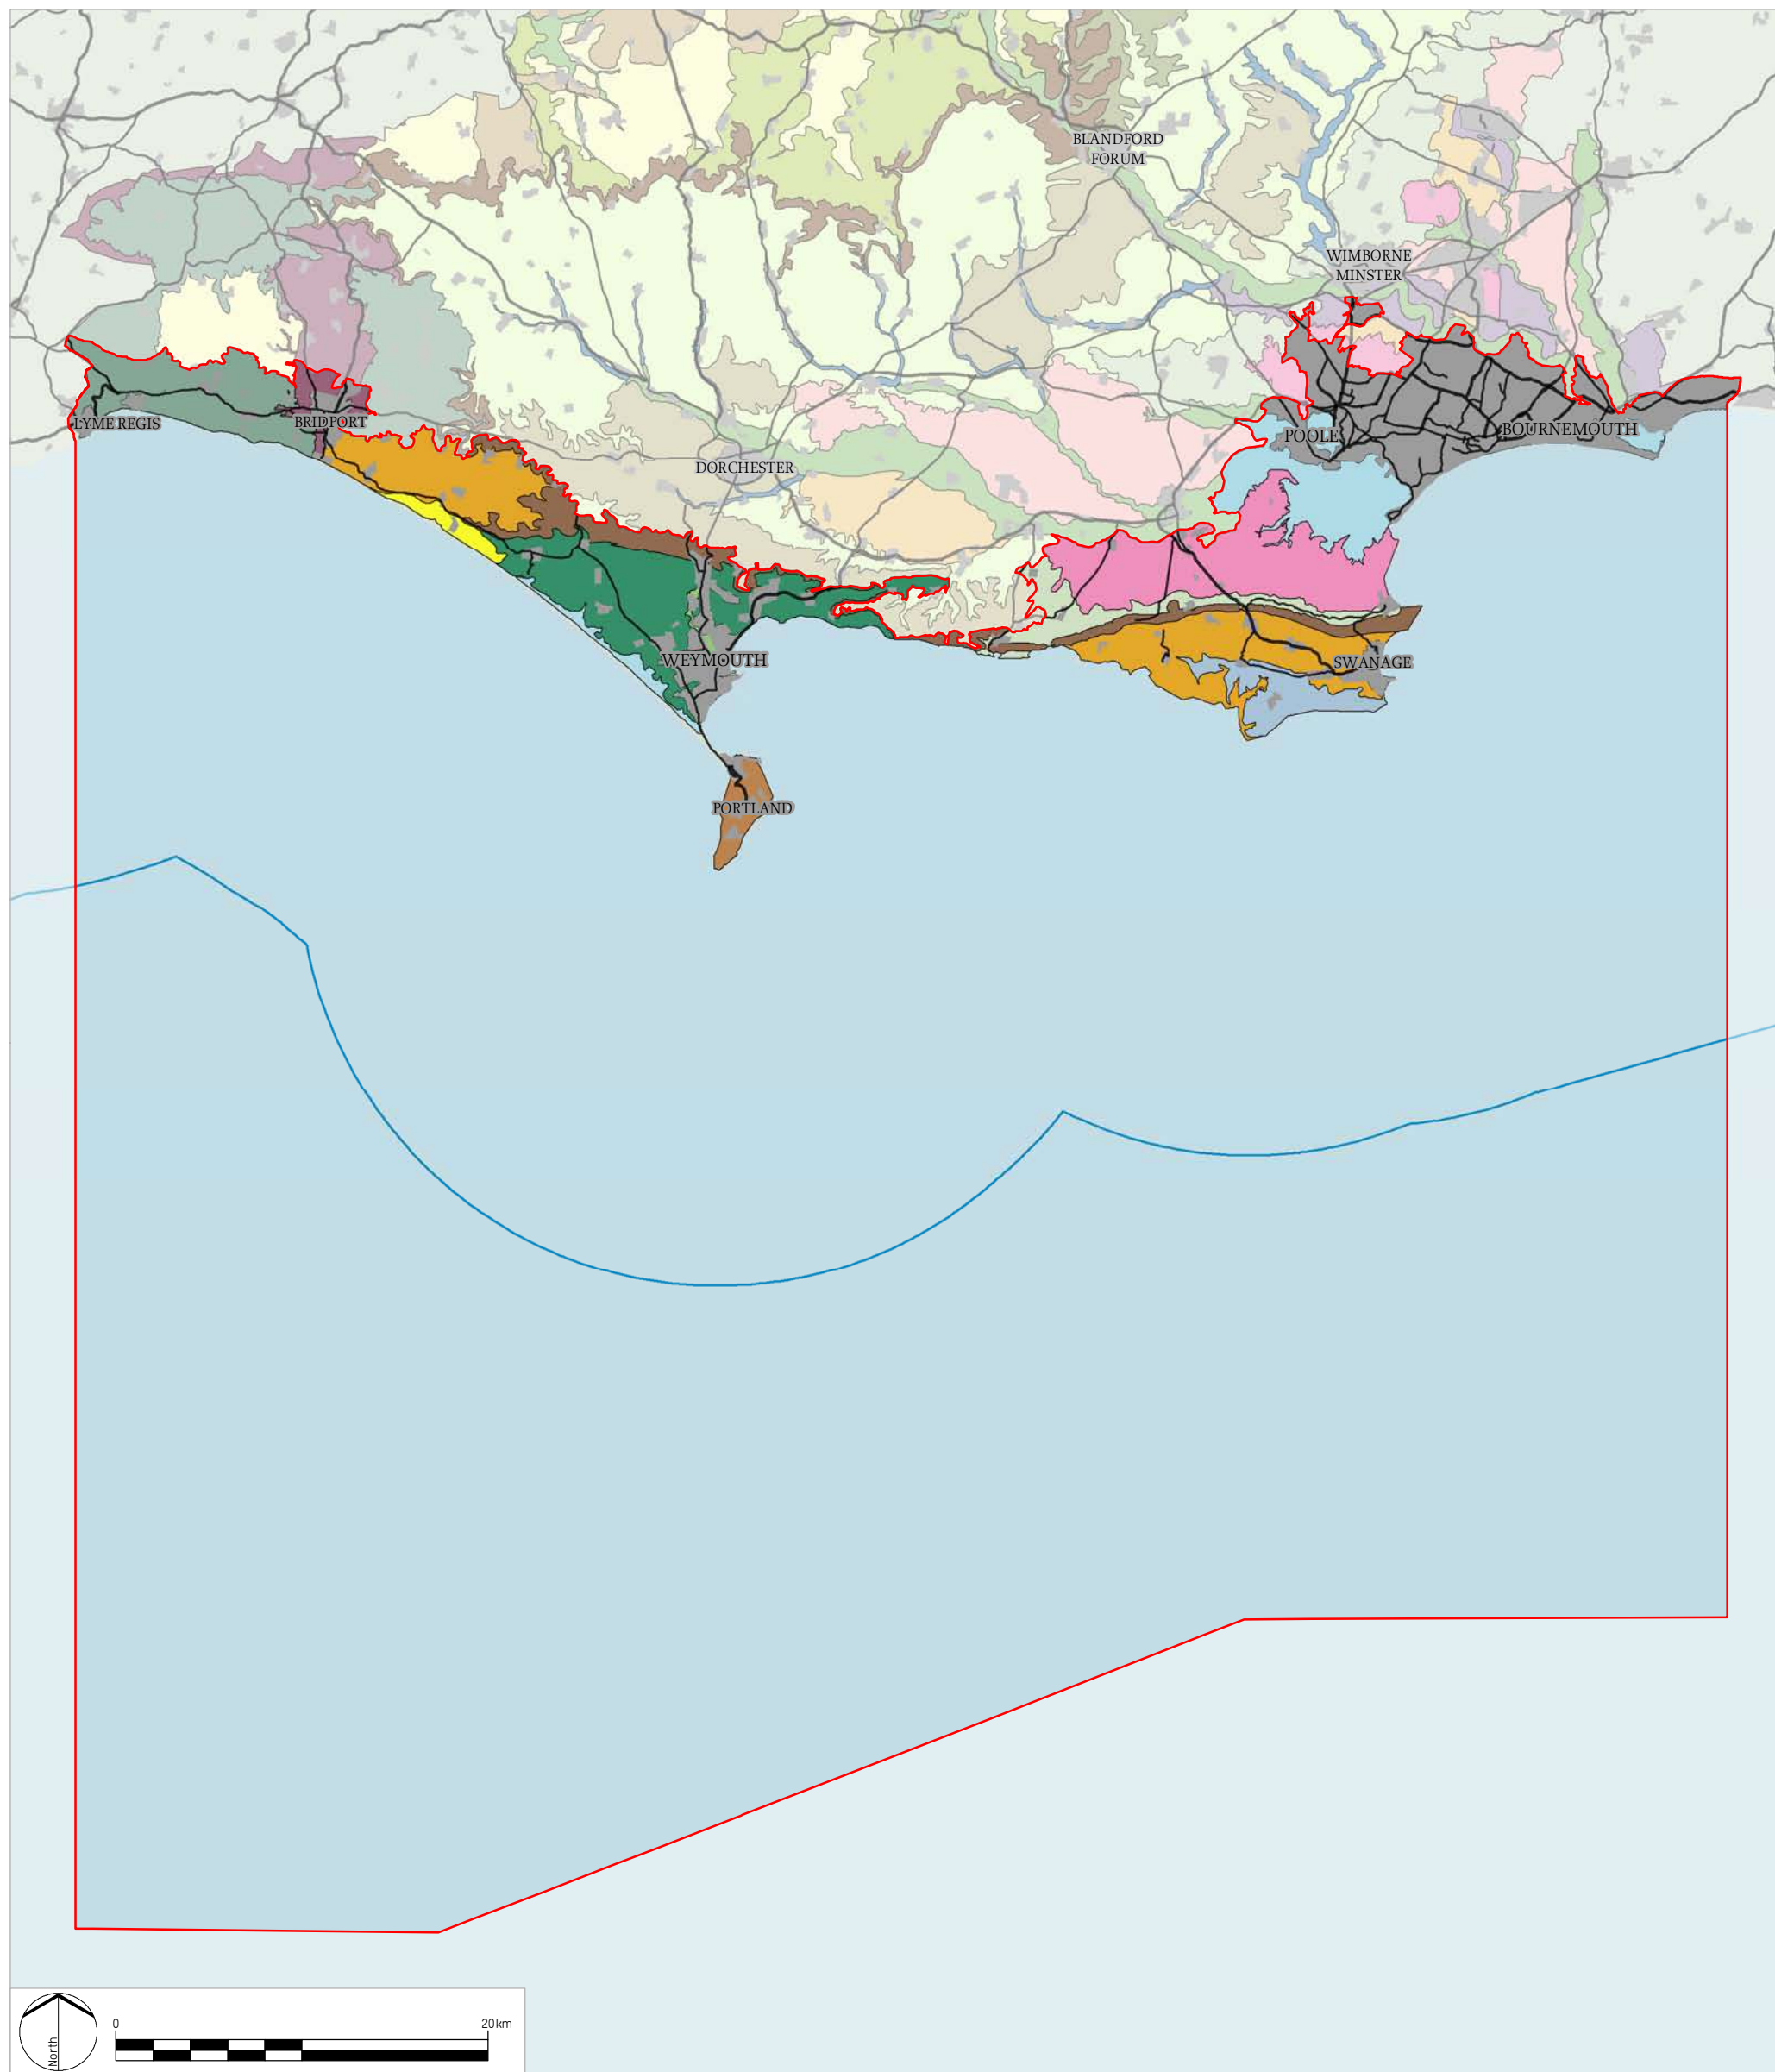 BLANDFORD
FORUM
WIMBORNE
MINSTER
LYME REGIS
BRIDPORT
POOLE
BOURNEMOUTH
DORCHESTER
WEYMOUTH
SWANAGE
PORTLAND
North
0
20km